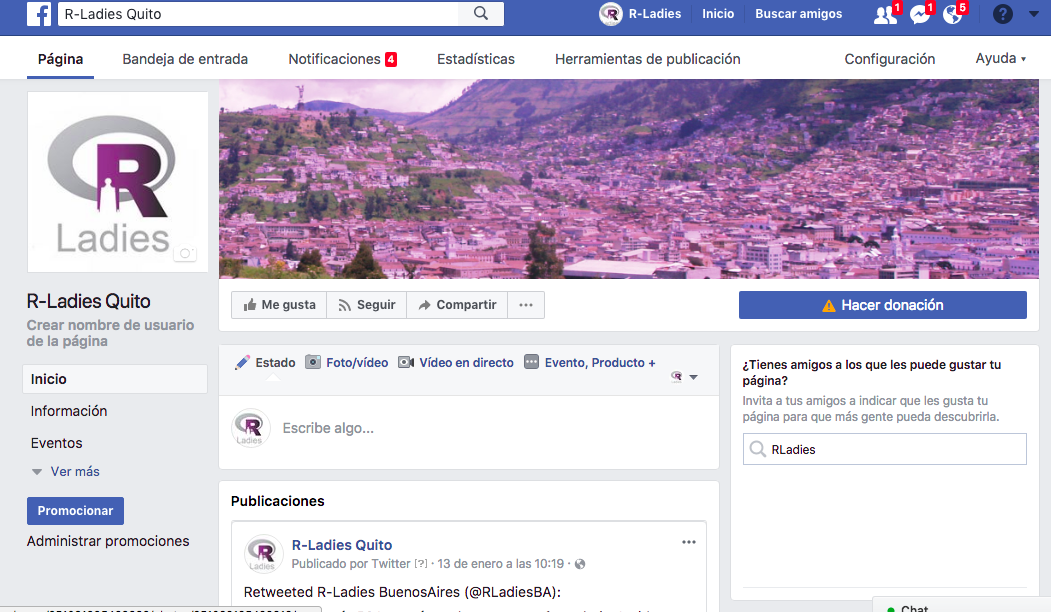 R-Ladies Quito
R-Ladies Inicio Buscar amigos 1 1 5 ?
Página Bandeja de entrada Notificaciones 4 Estadísticas Herramientas de publicación Configuración Ayuda
R
Ladies
R-Ladies Quito
Crear nombre de usuario
de la página
Inicio
Información
Eventos
Ver más
Promocionar
Administrar promociones
Me gusta Seguir Compartir ...
Hacer donación
Estado Foto/vídeo Vídeo en directo Evento, Producto +
R
Ladies
Escribe algo...
Publicaciones
R
Ladies
R-Ladies Quito
Publicado por Twitter [?] · 13 de enero a las 10:19 ·
Retweeted R-Ladies BuenosAires (@RLadiesBA):
¿Tienes amigos a los que les puede gustar tu
página?
Invita a tus amigos a indicar que les gusta tu
página para que más gente pueda descubrirla.
RLadies
Chat